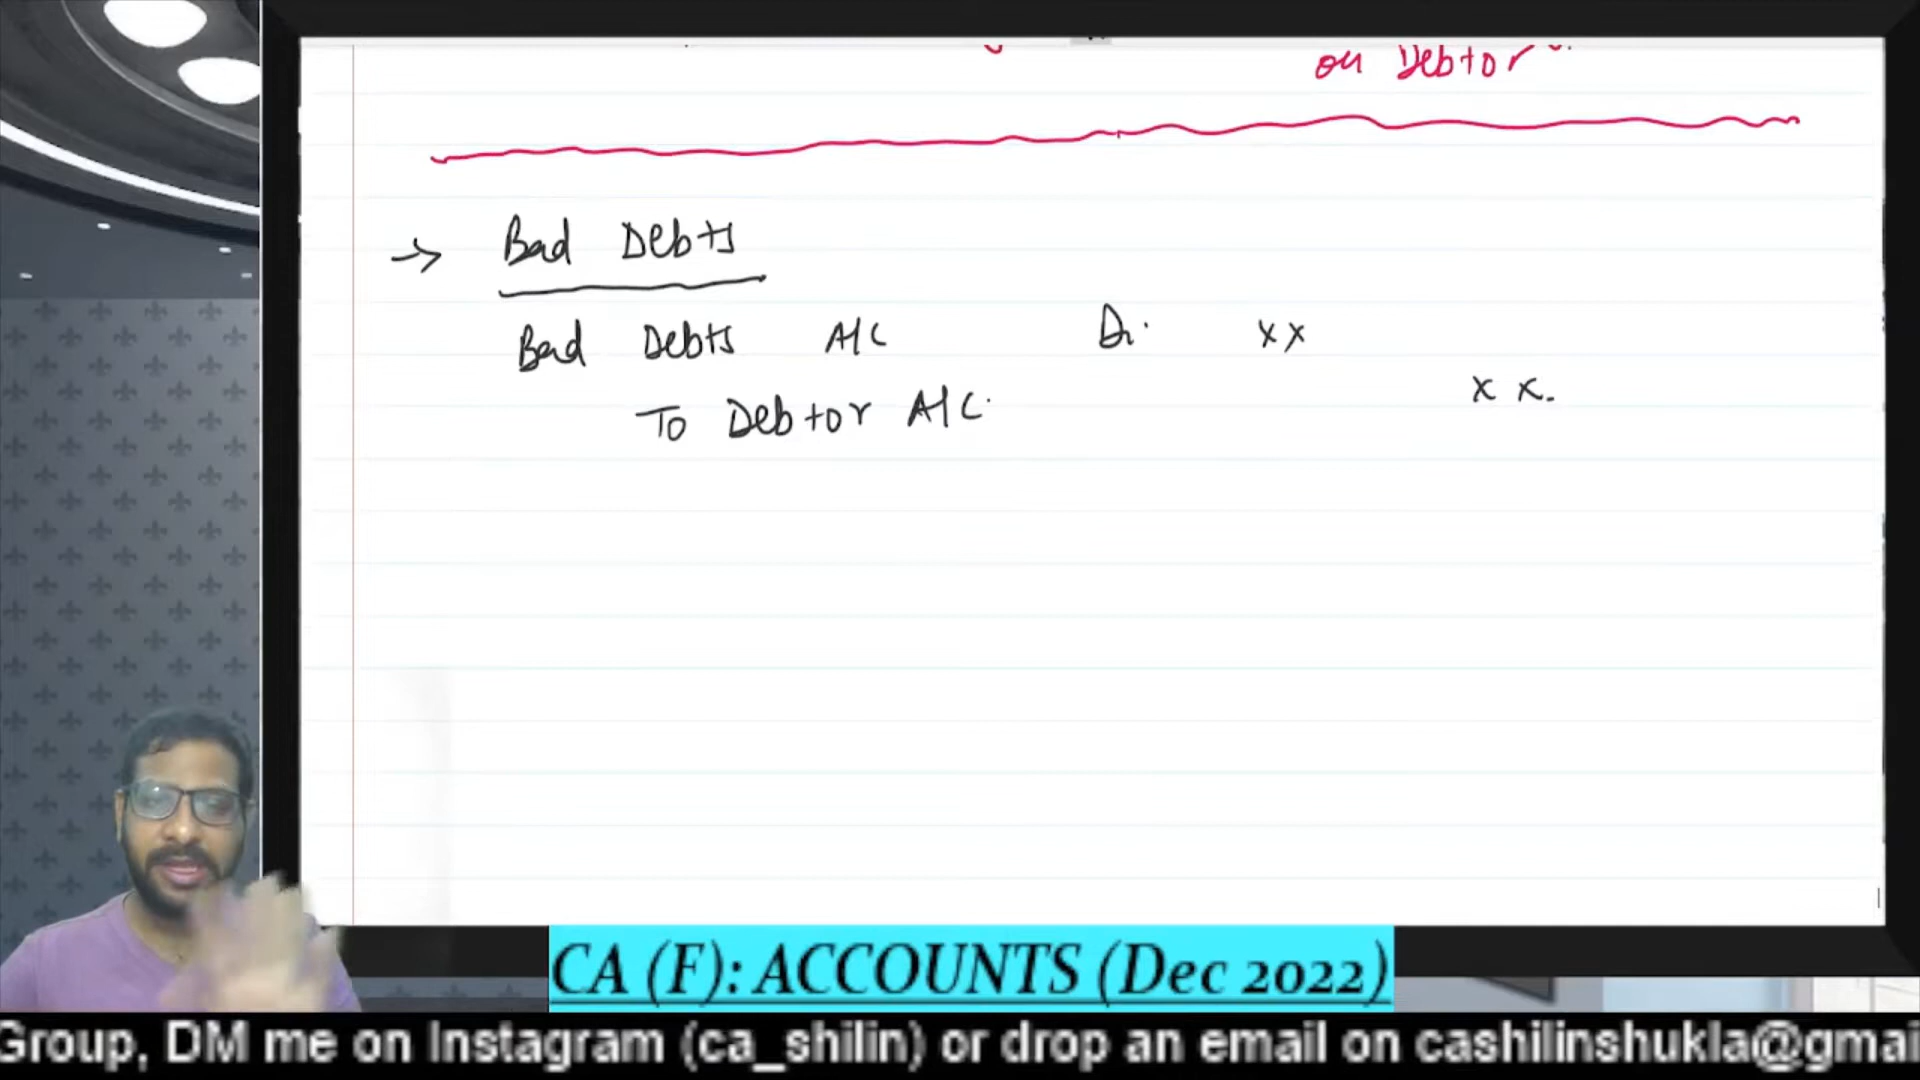 on Debtor
→ Bad Debts
Bad Debts A/C Dr. xx
To Debtor A/C. xx.
CA (F): ACCOUNTS (Dec 2022)
Group, DM me on Instagram (ca_shilin) or drop an email on cashilinshukla@gmai